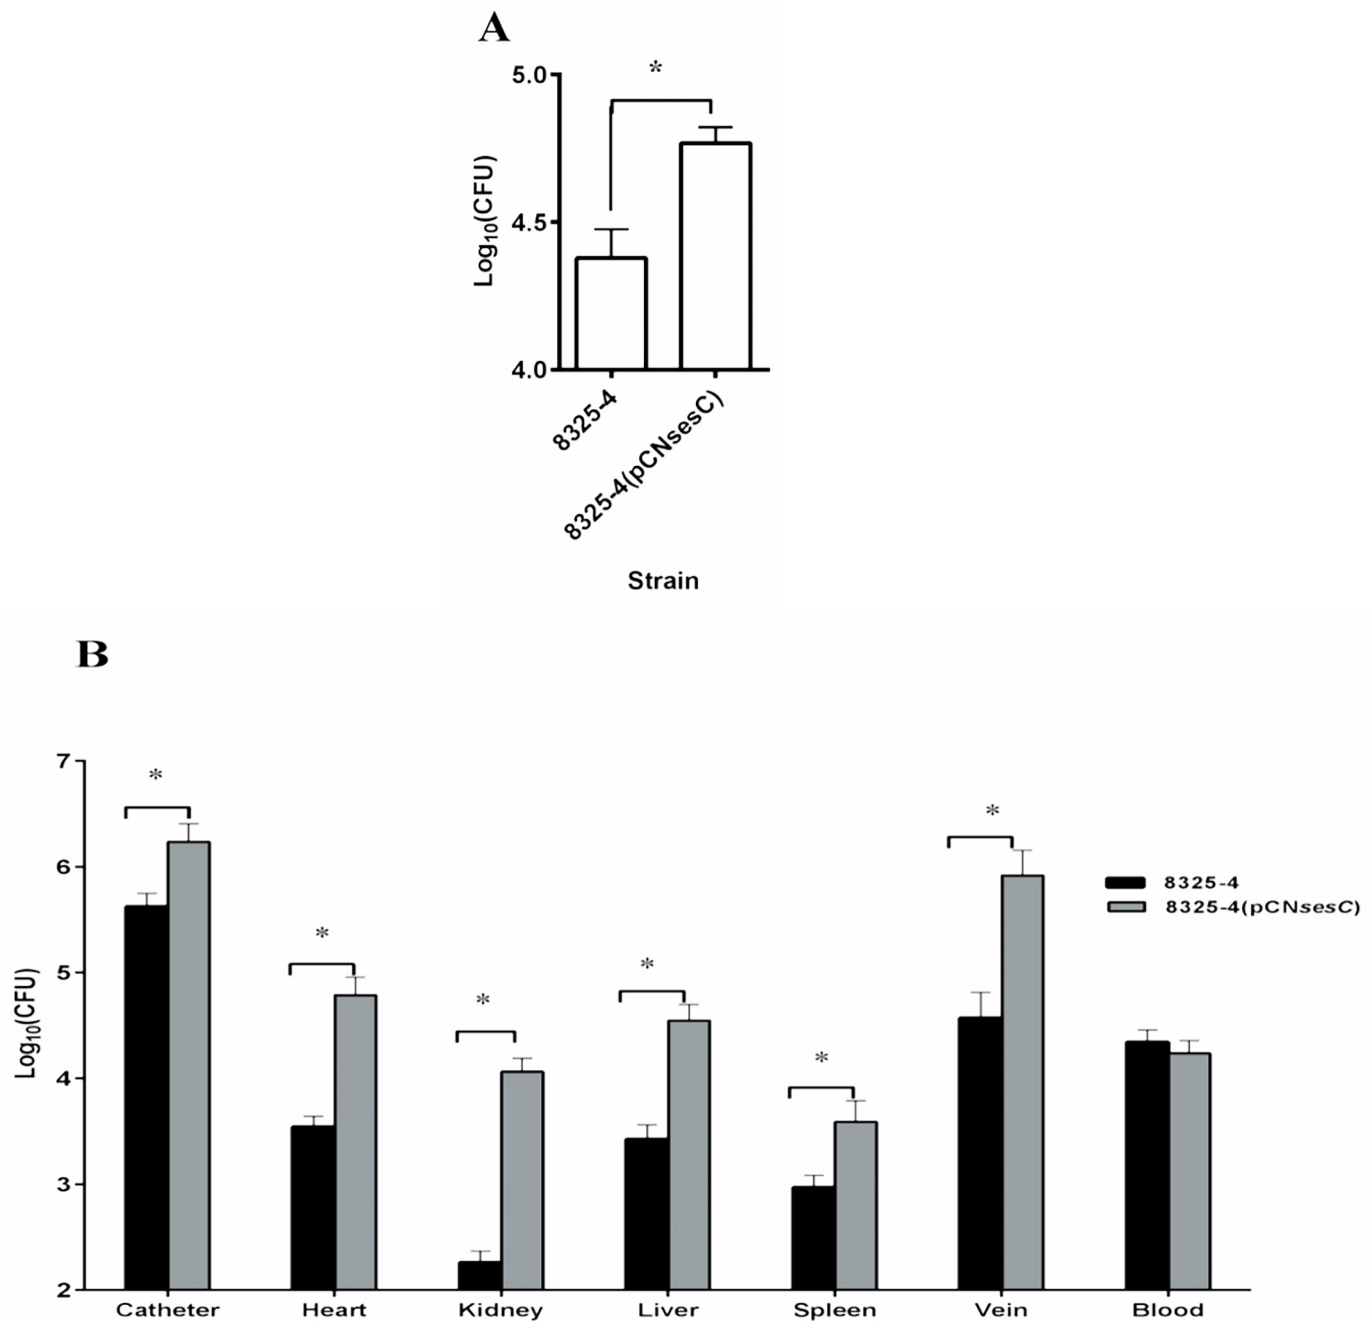 A
*
5.0
4.5
4.0
Log10(CFU)
8325-4
8325-4(pCNsesC)
Strain
B
7
6
5
4
3
2
Log10(CFU)
* * * * * *
8325-4
8325-4(pCNsesC)
Catheter Heart Kidney Liver Spleen Vein Blood